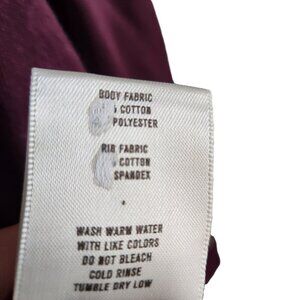 BODY FABRIC
% COTTON
POLYESTER
RIB FABRIC
% COTTON
SPANDEX
WASH WARM WATER
WITH LIKE COLORS
DO NOT BLEACH
COLD RINSE
TUMBLE DRY LOW